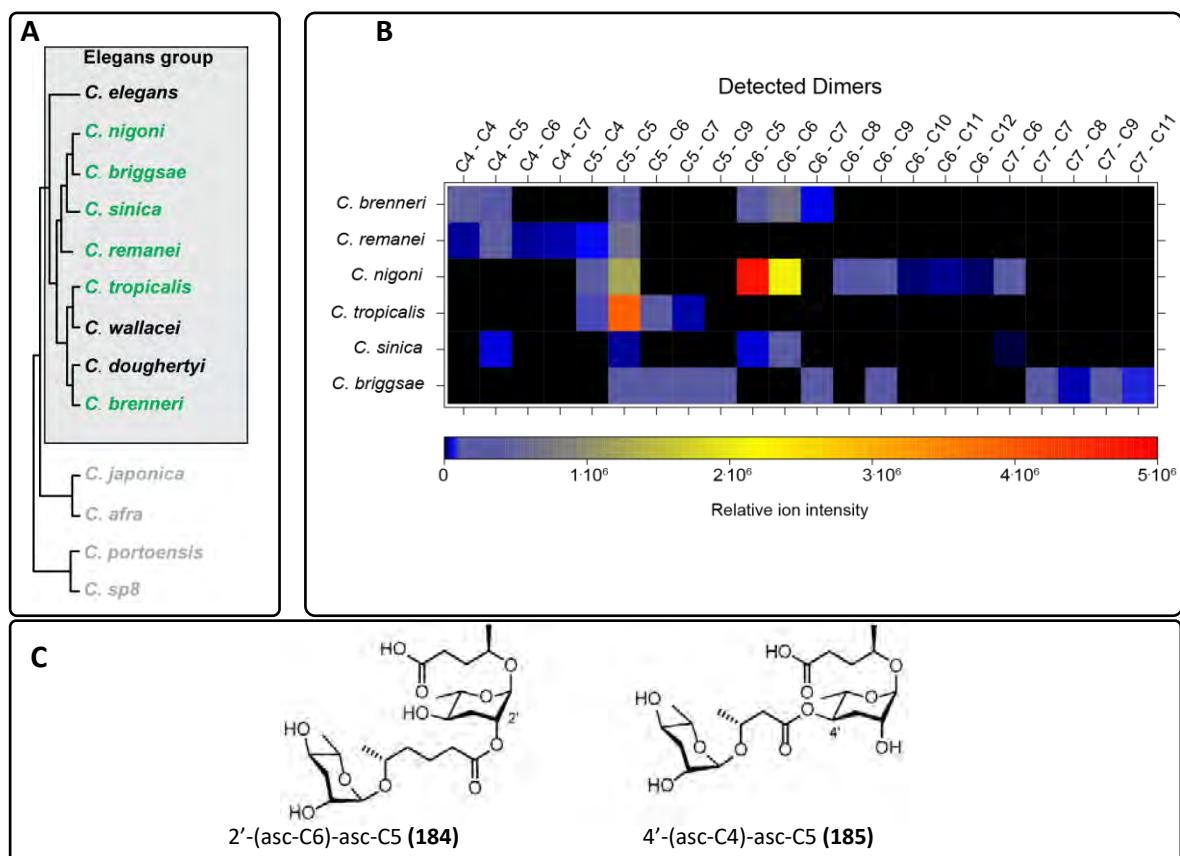 A
Elegans group
C. elegans
C. nigoni
C. briggsae
C. sinica
C. remanei
C. tropicalis
C. wallacei
C. doughertyi
C. brenneri
C. japonica
C. afra
C. portoensis
C. sp8
B
Detected Dimers
C4 - C4
C4 - C5
C4 - C6
C4 - C7
C5 - C4
C5 - C5
C5 - C6
C5 - C7
C5 - C9
C6 - C5
C6 - C6
C6 - C7
C6 - C8
C6 - C9
C6 - C10
C6 - C11
C6 - C12
C7 - C6
C7 - C7
C7 - C8
C7 - C9
C7 - C11
C. brenneri
C. remanei
C. nigoni
C. tropicalis
C. sinica
C. briggsae
0 1·10⁶ 2·10⁶ 3·10⁶ 4·10⁶ 5·10⁶
Relative ion intensity
C
HO
O
O
O
HO
2'
HO
O
O
HO
O
O
HO
O
O
O
HO
O
O
O
4'
OH
O
HO
O
2'-(asc-C6)-asc-C5 (184)
4'-(asc-C4)-asc-C5 (185)